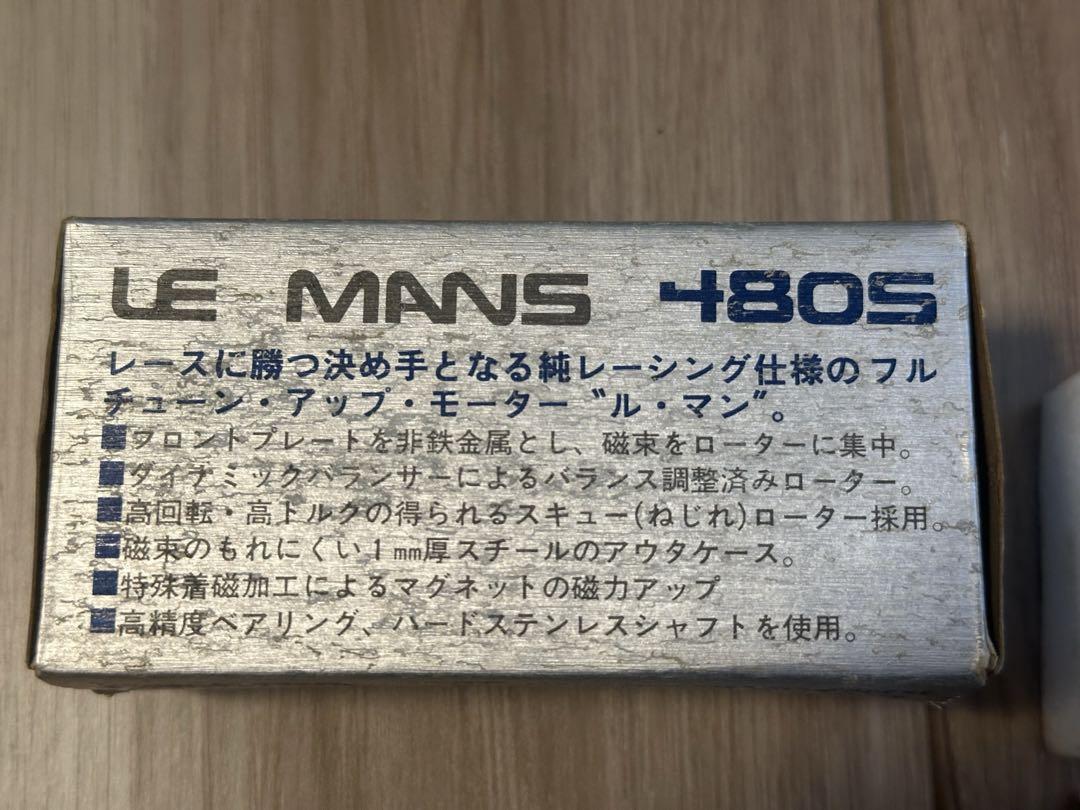 LE MANS 480S
レースに勝つ決め手となる純レーシング仕様のフル
チューン・アップ・モーター〝ル・マン〞。
■フロントプレートを非鉄金属とし、磁束をローターに集中。
■ダイナミックバランサーによるバランス調整済みローター。
■高回転・高トルクの得られるスキュー(ねじれ)ローター採用。
■磁束のもれにくい1mm厚スチールのアウタケース。
■特殊着磁加工によるマグネットの磁力アップ
■高精度ベアリング、ハードステンレスシャフトを使用。